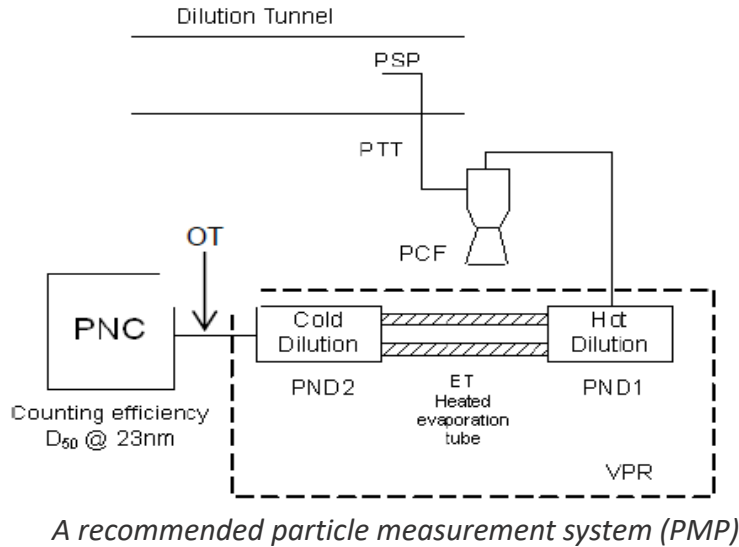 Dilution Tunnel
PSP
PTT
PCF
OT
PNC
Cold
Dilution
Hot
Dilution
PND2
ET
Heated
evaporation
tube
PND1
Counting efficiency
D₅₀ @ 23nm
VPR
A recommended particle measurement system (PMP)